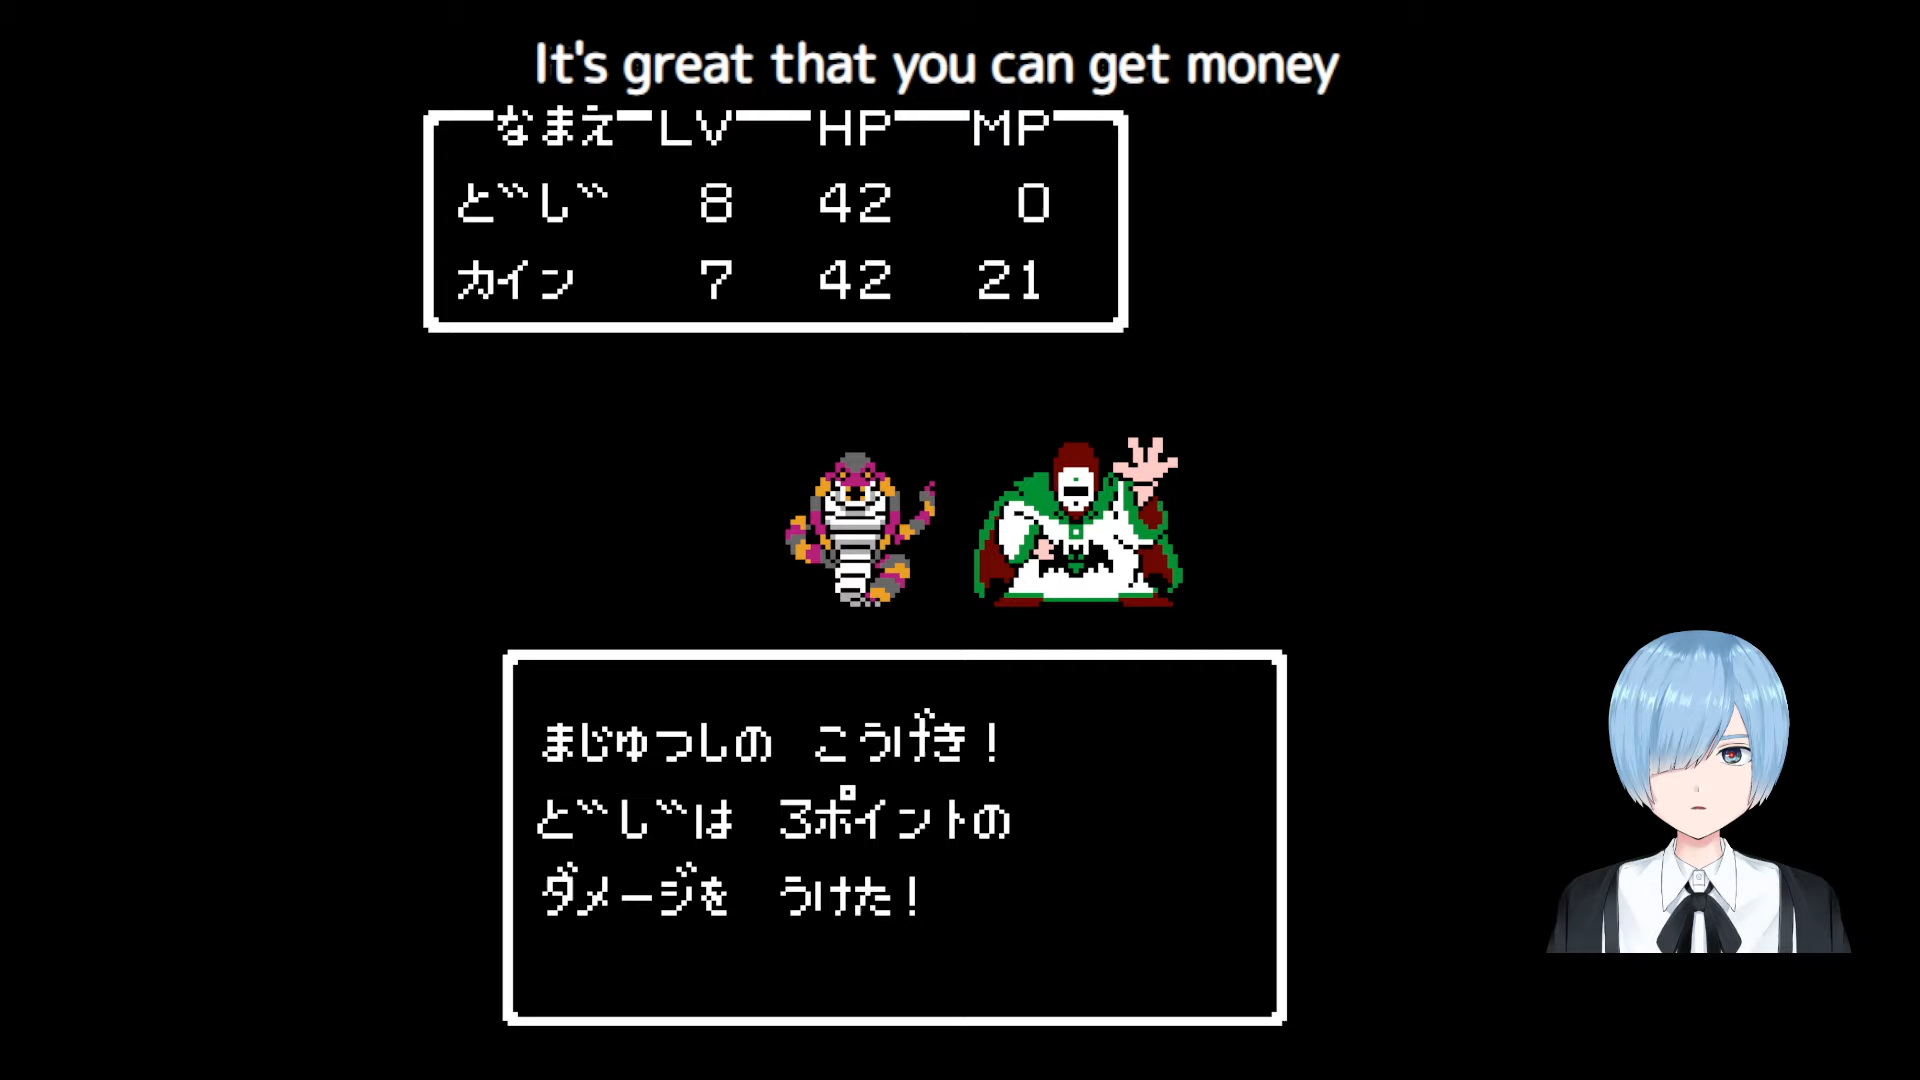 It's great that you can get money
なまえ LV HP MP
どじ 8 42 0
カイン 7 42 21
まじゅつしの こうげき!
どじは 3ポイントの
ダメージを うけた!